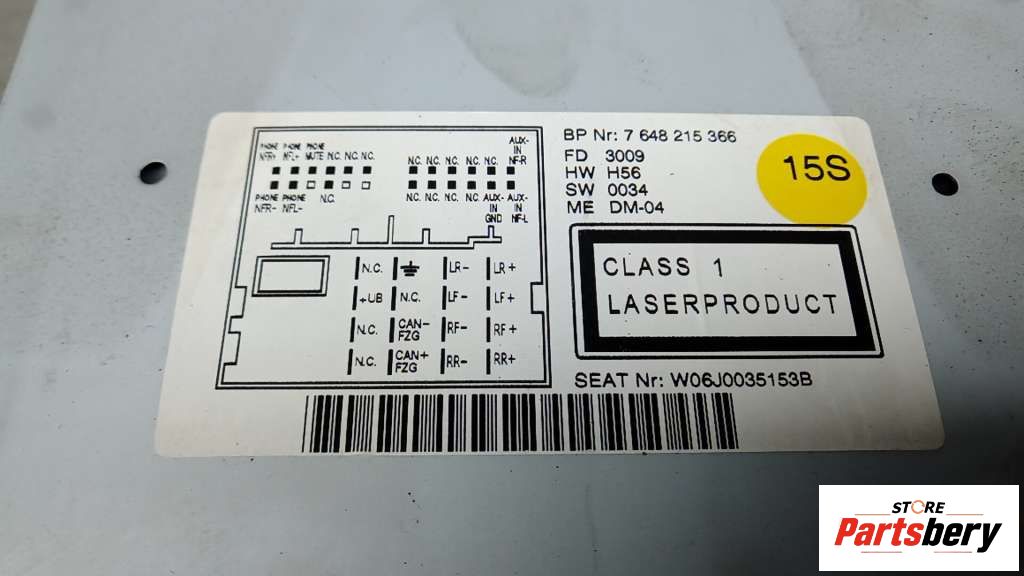 PHONE PHONE PHONE
NFR+ NFL+ MUTE N.C. N.C. N.C.
PHONE PHONE
NFR- NFL- N.C.
N.C. N.C. N.C. N.C. N.C. AUX-IN NF-R
N.C. N.C. N.C. N.C. AUX-IN GND AUX-IN NF-L
N.C. LR- LR+
+UB N.C. LF- LF+
N.C. CAN- FZG RF- RF+
N.C. CAN+ FZG RR- RR+
BP Nr: 7 648 215 366
FD 3009
HW H56
SW 0034
ME DM-04
15S
CLASS 1
LASERPRODUCT
SEAT Nr: W06J0035153B
STORE
Partsbery